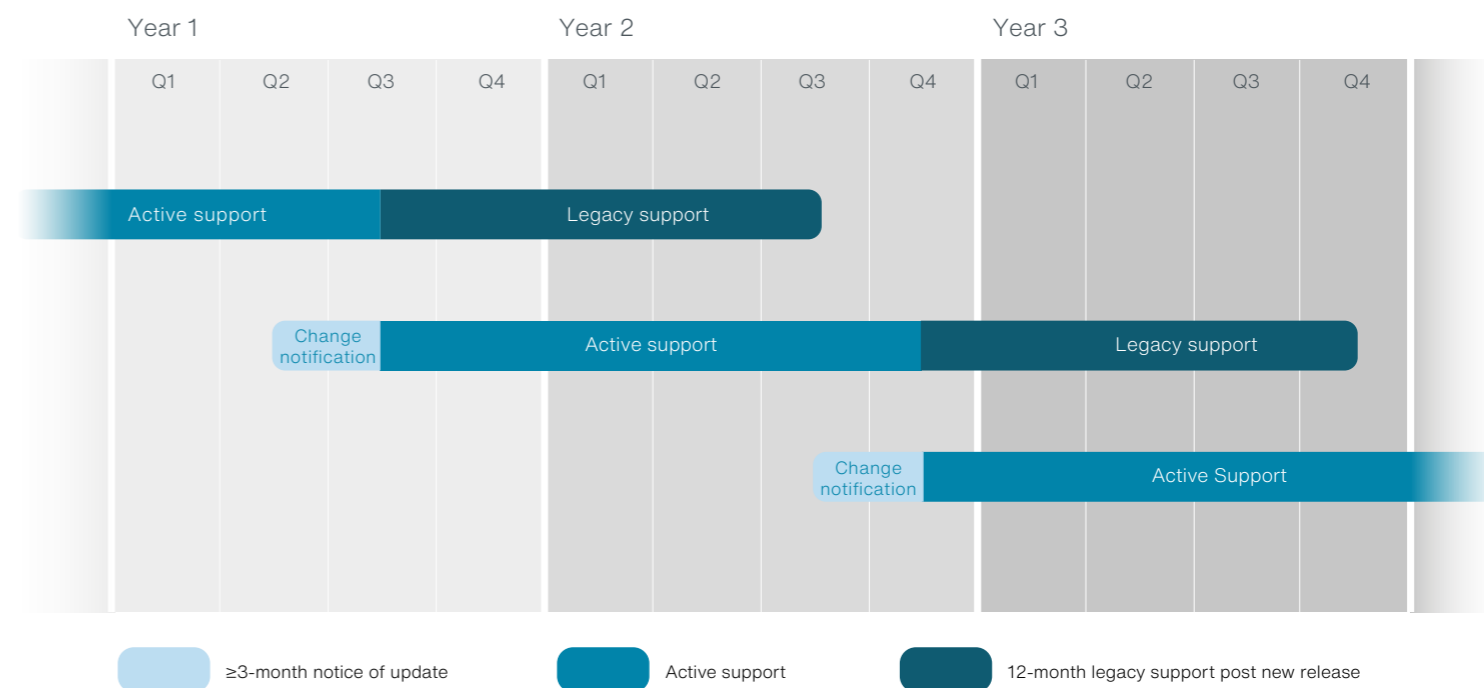 Year 1 Year 2 Year 3
Q1 Q2 Q3 Q4 Q1 Q2 Q3 Q4 Q1 Q2 Q3 Q4
Active support Legacy support
Change
notification
Active support Legacy support
Change
notification
Active Support
≥3-month notice of update Active support 12-month legacy support post new release